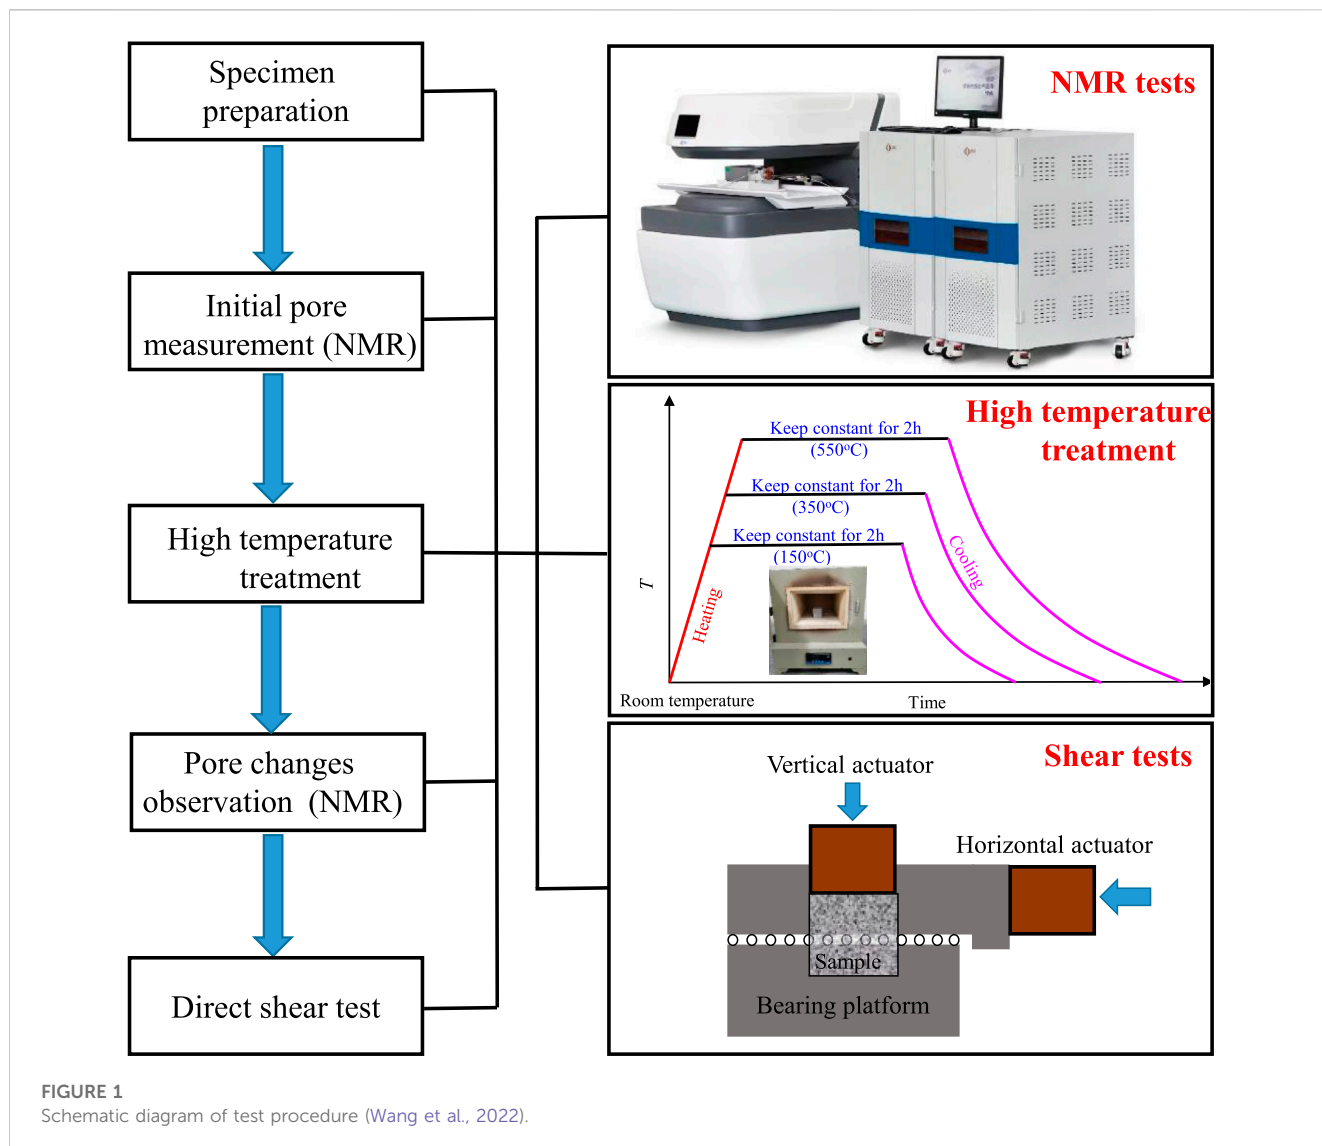 Specimen
preparation
Initial pore
measurement (NMR)
High temperature
treatment
Pore changes
observation (NMR)
Direct shear test
NMR tests
High temperature
treatment
Keep constant for 2h
(550°C)
Keep constant for 2h
(350°C)
Keep constant for 2h
(150°C)
T
Heating
Cooling
Room temperature
Time
Shear tests
Vertical actuator
Horizontal actuator
Sample
Bearing platform
FIGURE 1
Schematic diagram of test procedure (Wang et al., 2022).